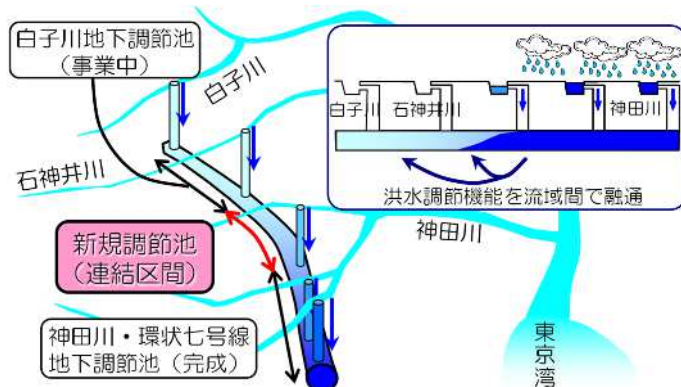 白子川地下調節池
（事業中）
白子川
石神井川
新規調節池
（連結区間）
神田川・環状七号線
地下調節池（完成）
神田川
東京湾
白子川
石神井川
神田川
洪水調節機能を流域間で融通